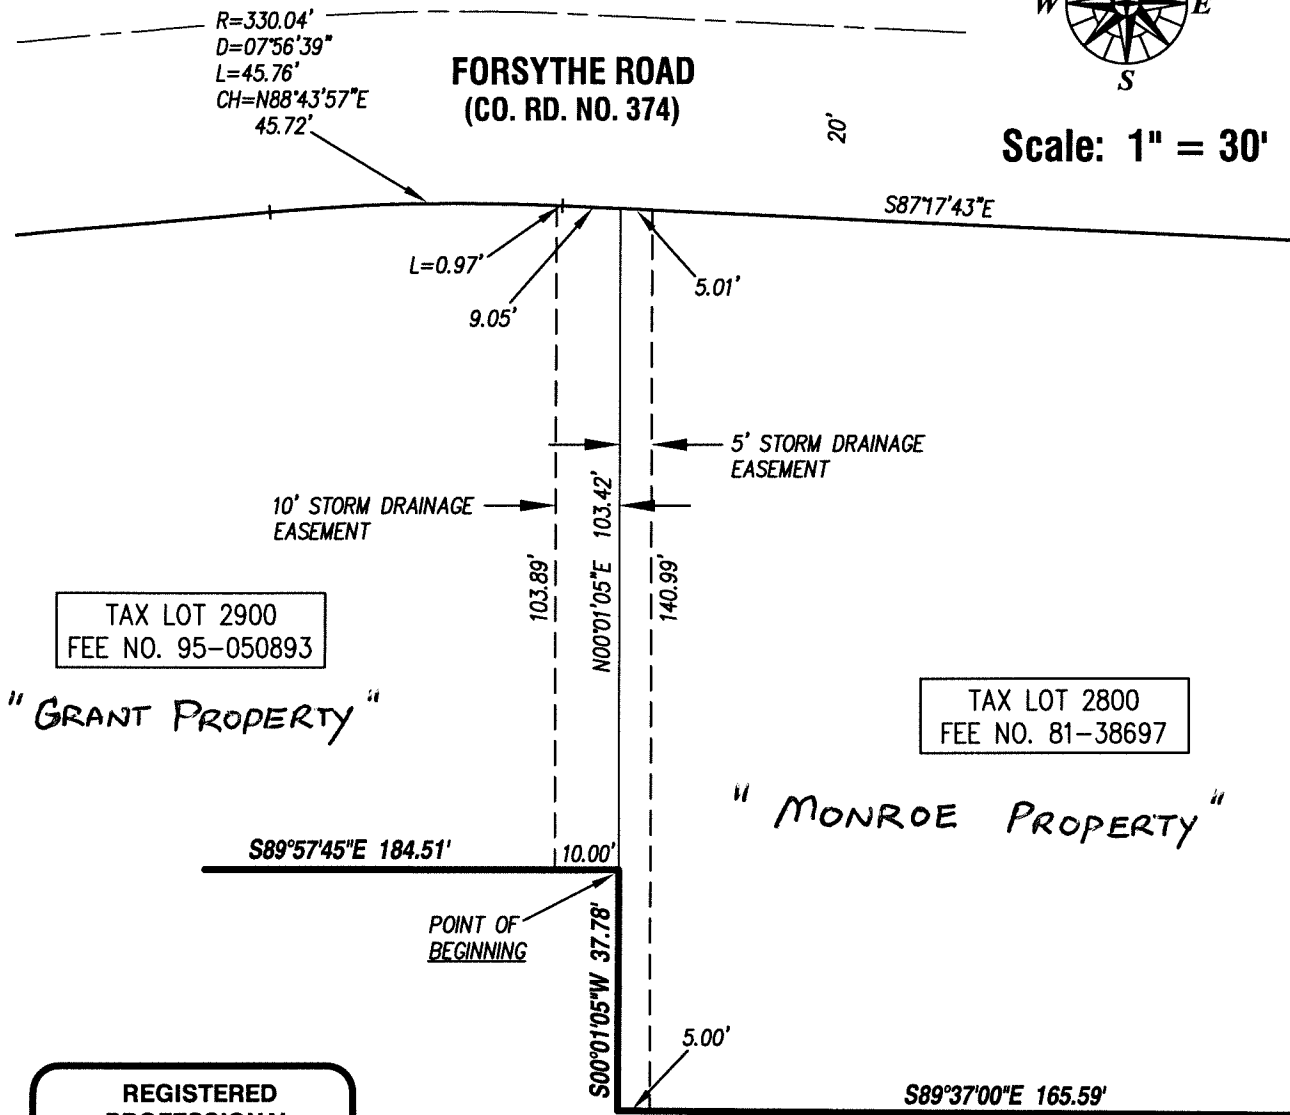 R=330.04'
D=07°56'39"
L=45.76'
CH=N88°43'57"E
45.72'
FORSYTHE ROAD
(CO. RD. NO. 374)
20'
W
E
S
Scale: 1" = 30'
S87°17'43"E
L=0.97'
9.05'
5.01'
5' STORM DRAINAGE
EASEMENT
10' STORM DRAINAGE
EASEMENT
103.89'
N00°01'05"E 103.42'
140.99'
TAX LOT 2900
FEE NO. 95-050893
"GRANT PROPERTY"
TAX LOT 2800
FEE NO. 81-38697
"MONROE PROPERTY"
S89°57'45"E 184.51'
10.00'
POINT OF
BEGINNING
S00°01'05"W 37.78'
5.00'
S89°37'00"E 165.59'
REGISTERED
PROFESSIONAL